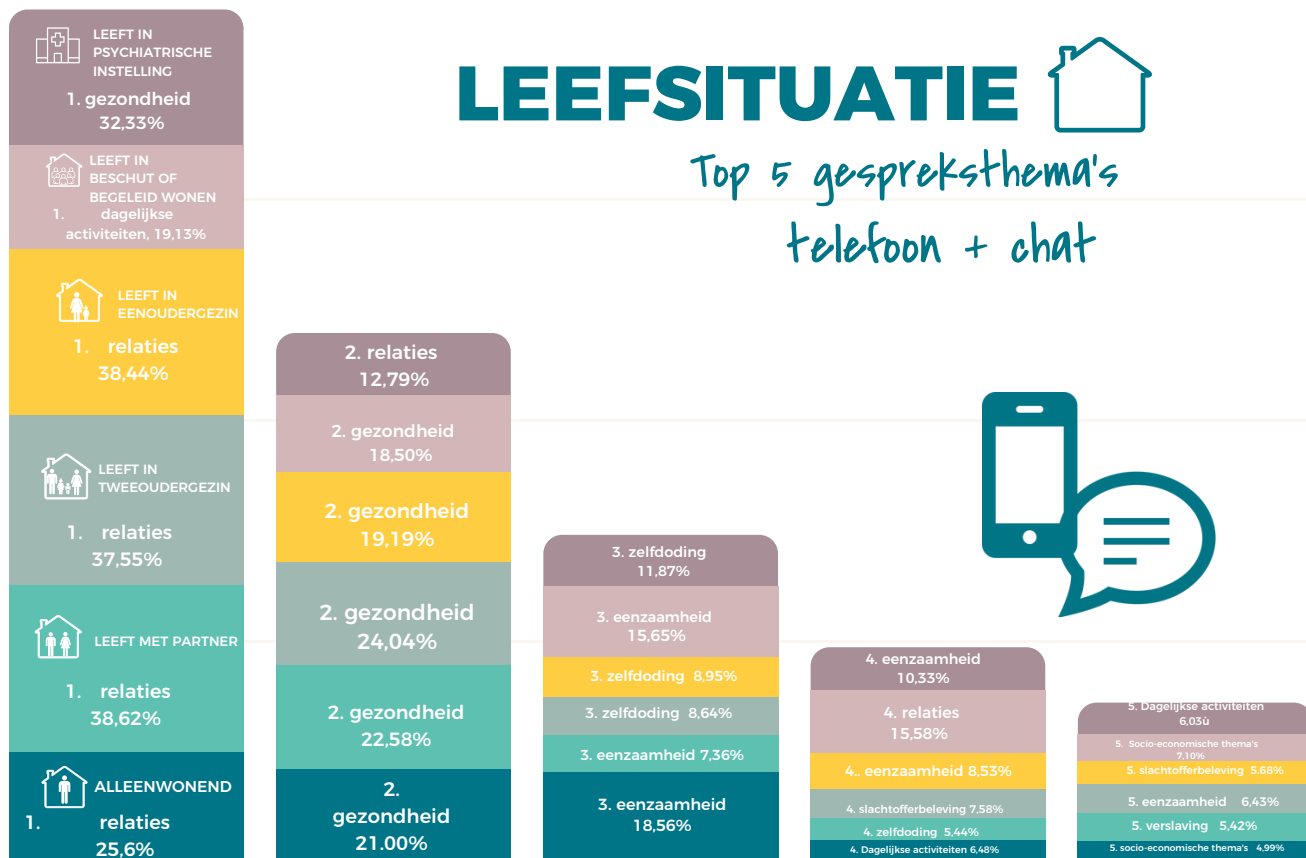 LEEFSITUATIE
Top 5 gespreksthema's
telefoon + chat
LEEFT IN
PSYCHIATRISCHE
INSTELLING
1. gezondheid
32,33%
LEEFT IN
BESCHUT OF
BEGELEID WONEN
1. dagelijkse
activiteiten, 19,13%
LEEFT IN
EENOUDERGEZIN
1. relaties
38,44%
LEEFT IN
TWEEOUDERGEZIN
1. relaties
37,55%
LEEFT MET PARTNER
1. relaties
38,62%
ALLEENWONEND
1. relaties
25,6%
2. relaties
12,79%
2. gezondheid
18,50%
2. gezondheid
19,19%
2. gezondheid
24,04%
2. gezondheid
22,58%
2.
gezondheid
21.00%
3. zelfdoding
11,87%
3. eenzaamheid
15,65%
3. zelfdoding 8,95%
3. zelfdoding 8,64%
3. eenzaamheid 7,36%
3. eenzaamheid
18,56%
4. eenzaamheid
10,33%
4. relaties
15,58%
4.. eenzaamheid 8,53%
4. slachtofferbeleving 7,58%
4. zelfdoding 5,44%
4. Dagelijkse activiteiten 6,48%
5. Dagelijkse activiteiten
6,03ù
5. Socio-economische thema's
7,10%
5. slachtofferbeleving 5.68%
5. eenzaamheid 6,43%
5. verslaving 5,42%
5. socio-economische thema's 4,99%